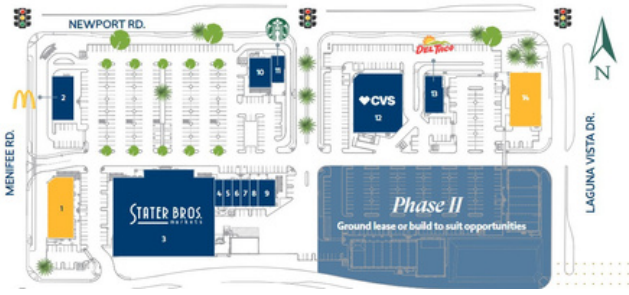 NEWPORT RD.
DEL TACO
MENIFEE RD.
LAGUNA VISTA DR.
N
2
10
11
CVS
12
13
14
1
STATER BROS.
markets
3
4 5 6 7 8 9
Phase II
Ground lease or build to suit opportunities